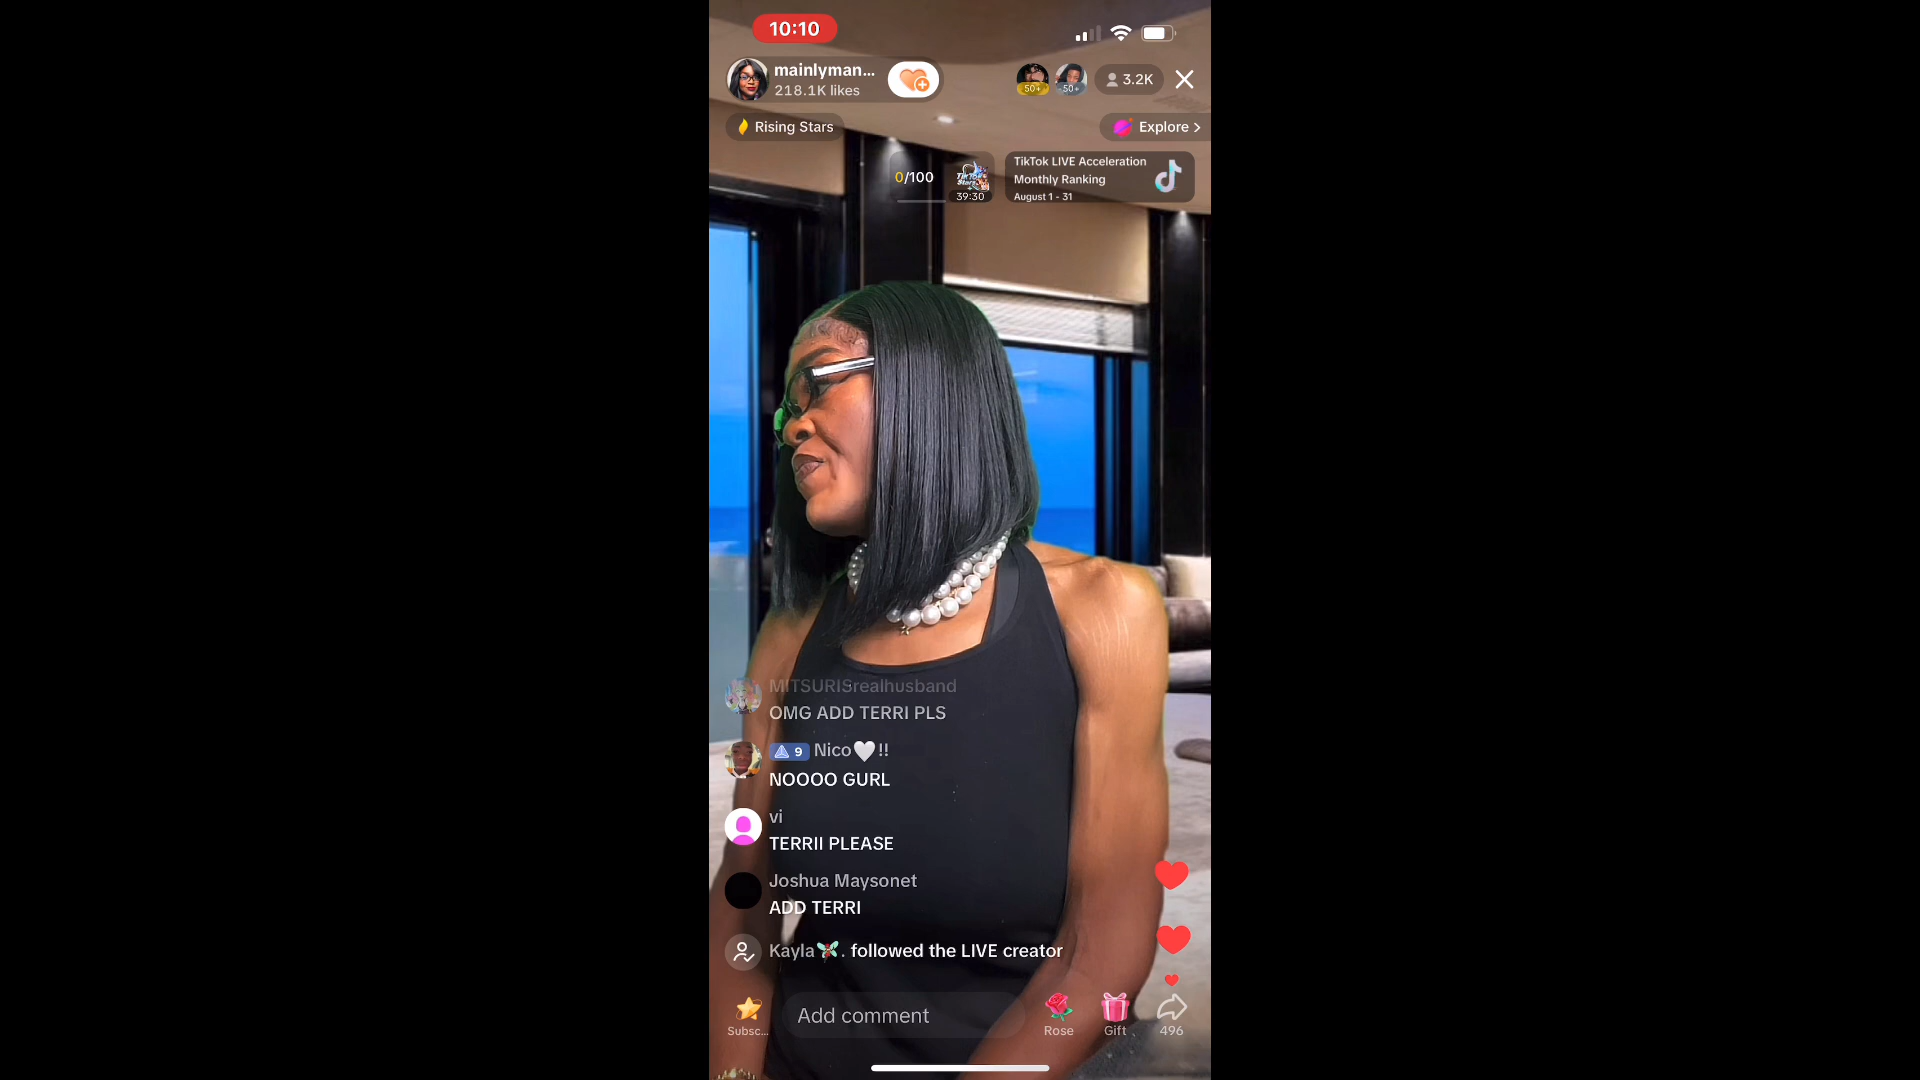 10:10
mainlyman...
218.1K likes
50+
50+
3.2K
Rising Stars
Explore >
0/100
39:30
TikTok LIVE Acceleration
Monthly Ranking
August 1 - 31
MITSURISrealhusband
OMG ADD TERRI PLS
9 Nico🤍!!
NOOOO GURL
vi
TERRII PLEASE
Joshua Maysonet
ADD TERRI
Kayla🧚. followed the LIVE creator
Subsc...
Add comment
Rose
Gift
496